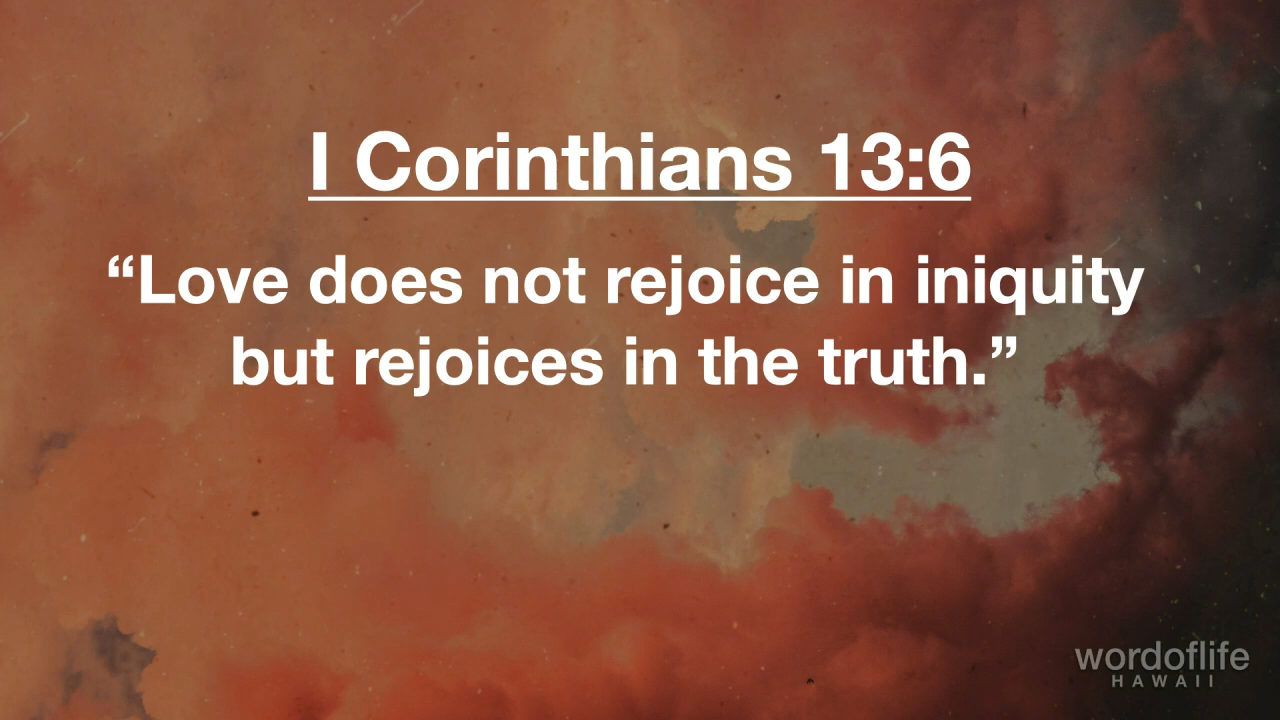 I Corinthians 13:6
“Love does not rejoice in iniquity
but rejoices in the truth.”
wordoflife
HAWAII